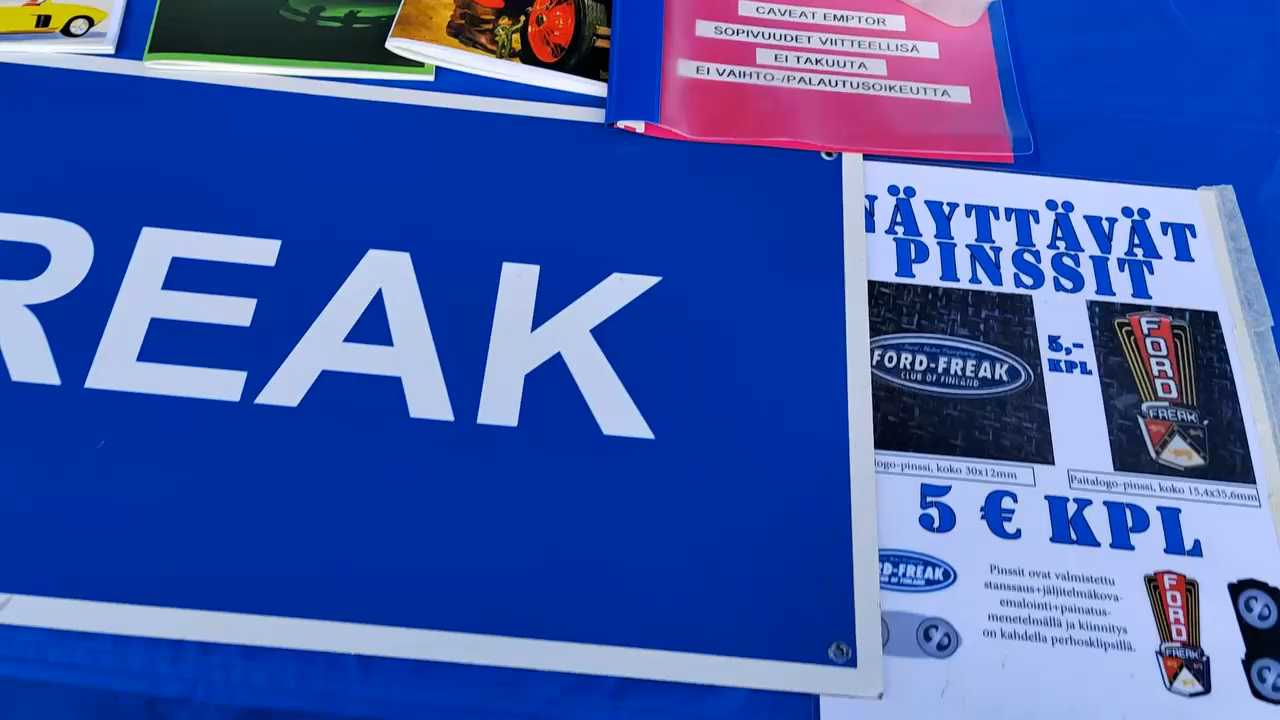 CAVEAT EMPTOR
SOPIVUUDET VIITTEELLISÄ
EI TAKUUTA
EI VAIHTO-/PALAUTUSOIKEUTTA
REAK
NÄYTTÄVÄT
PINSSIT
FORD-FREAK
CLUB OF FINLAND
5,-
KPL
FORD
FREAK
logo-pinssi, koko 30x12mm
Paitalogo-pinssi, koko 15,4x35,6mm
5 € KPL
RD-FREAK
UB OF FINLAND
Pinssit ovat valmistettu
stanssaus+jäljitelmäkova-
emalointi+painatus-
menetelmällä ja kiinnitys
on kahdella perhosklipsillä.
FORD
FREAK